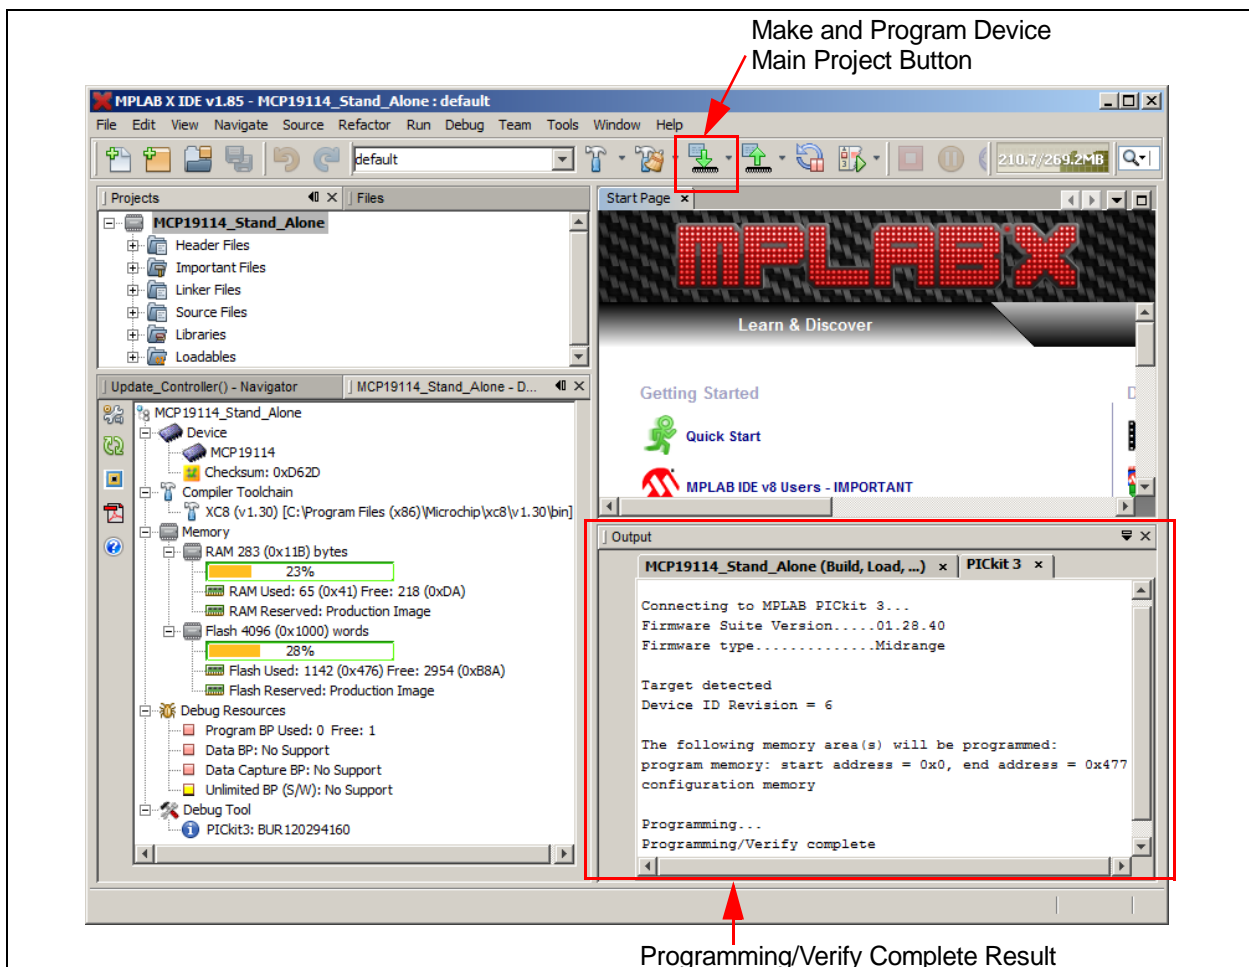 Make and Program Device
Main Project Button
MPLAB X IDE v1.85 - MCP19114_Stand_Alone : default
File Edit View Navigate Source Refactor Run Debug Team Tools Window Help
default
210.7/269.2MB
Projects
Files
MCP19114_Stand_Alone
Header Files
Important Files
Linker Files
Source Files
Libraries
Loadables
Start Page
MPLAB X
Learn & Discover
Getting Started
D
Quick Start
MPLAB IDE v8 Users - IMPORTANT
Update_Controller() - Navigator
MCP19114_Stand_Alone - D...
MCP19114_Stand_Alone
Device
MCP19114
Checksum: 0xD62D
Compiler Toolchain
XC8 (v1.30) [C:\Program Files (x86)\Microchip\xc8\v1.30\bin]
Memory
RAM 283 (0x11B) bytes
23%
RAM Used: 65 (0x41) Free: 218 (0xDA)
RAM Reserved: Production Image
Flash 4096 (0x1000) words
28%
Flash Used: 1142 (0x476) Free: 2954 (0xB8A)
Flash Reserved: Production Image
Debug Resources
Program BP Used: 0 Free: 1
Data BP: No Support
Data Capture BP: No Support
Unlimited BP (S/W): No Support
Debug Tool
PICkit3: BUR120294160
Output
MCP19114_Stand_Alone (Build, Load, ...)
PICkit 3
Connecting to MPLAB PICkit 3...
Firmware Suite Version.....01.28.40
Firmware type..............Midrange
Target detected
Device ID Revision = 6
The following memory area(s) will be programmed:
program memory: start address = 0x0, end address = 0x477
configuration memory
Programming...
Programming/Verify complete
Programming/Verify Complete Result